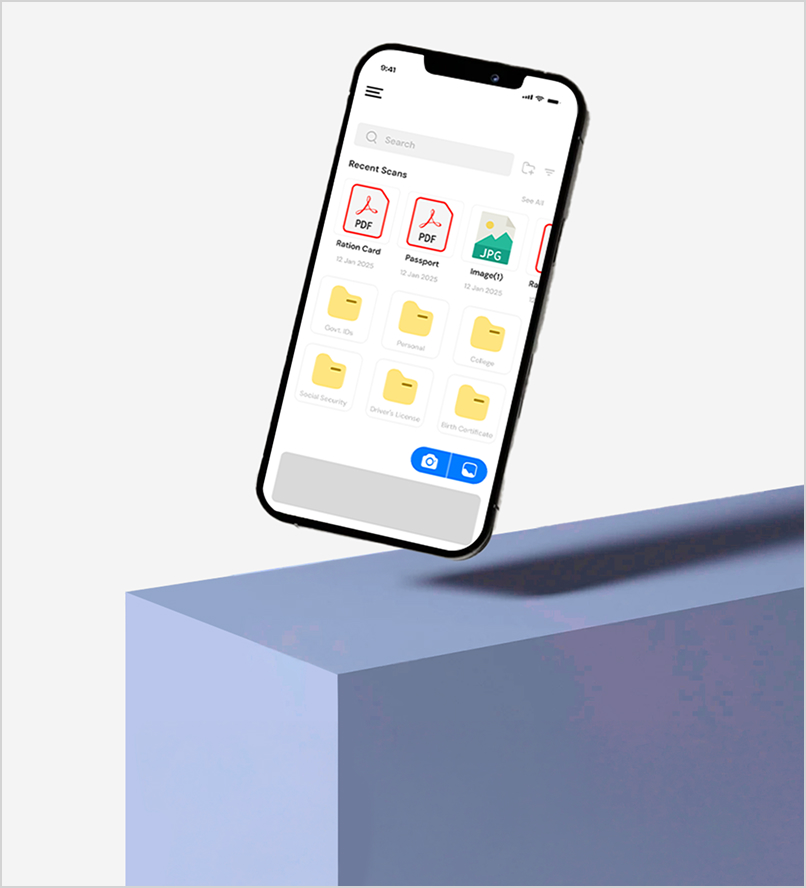 9:41
Search
Recent Scans
See All
PDF
PDF
JPG
Ration Card
Passport
Image(1)
Ra
12 Jan 2025
12 Jan 2025
12 Jan 2025
Govt. IDs
Personal
College
Social Security
Driver's License
Birth Certificate